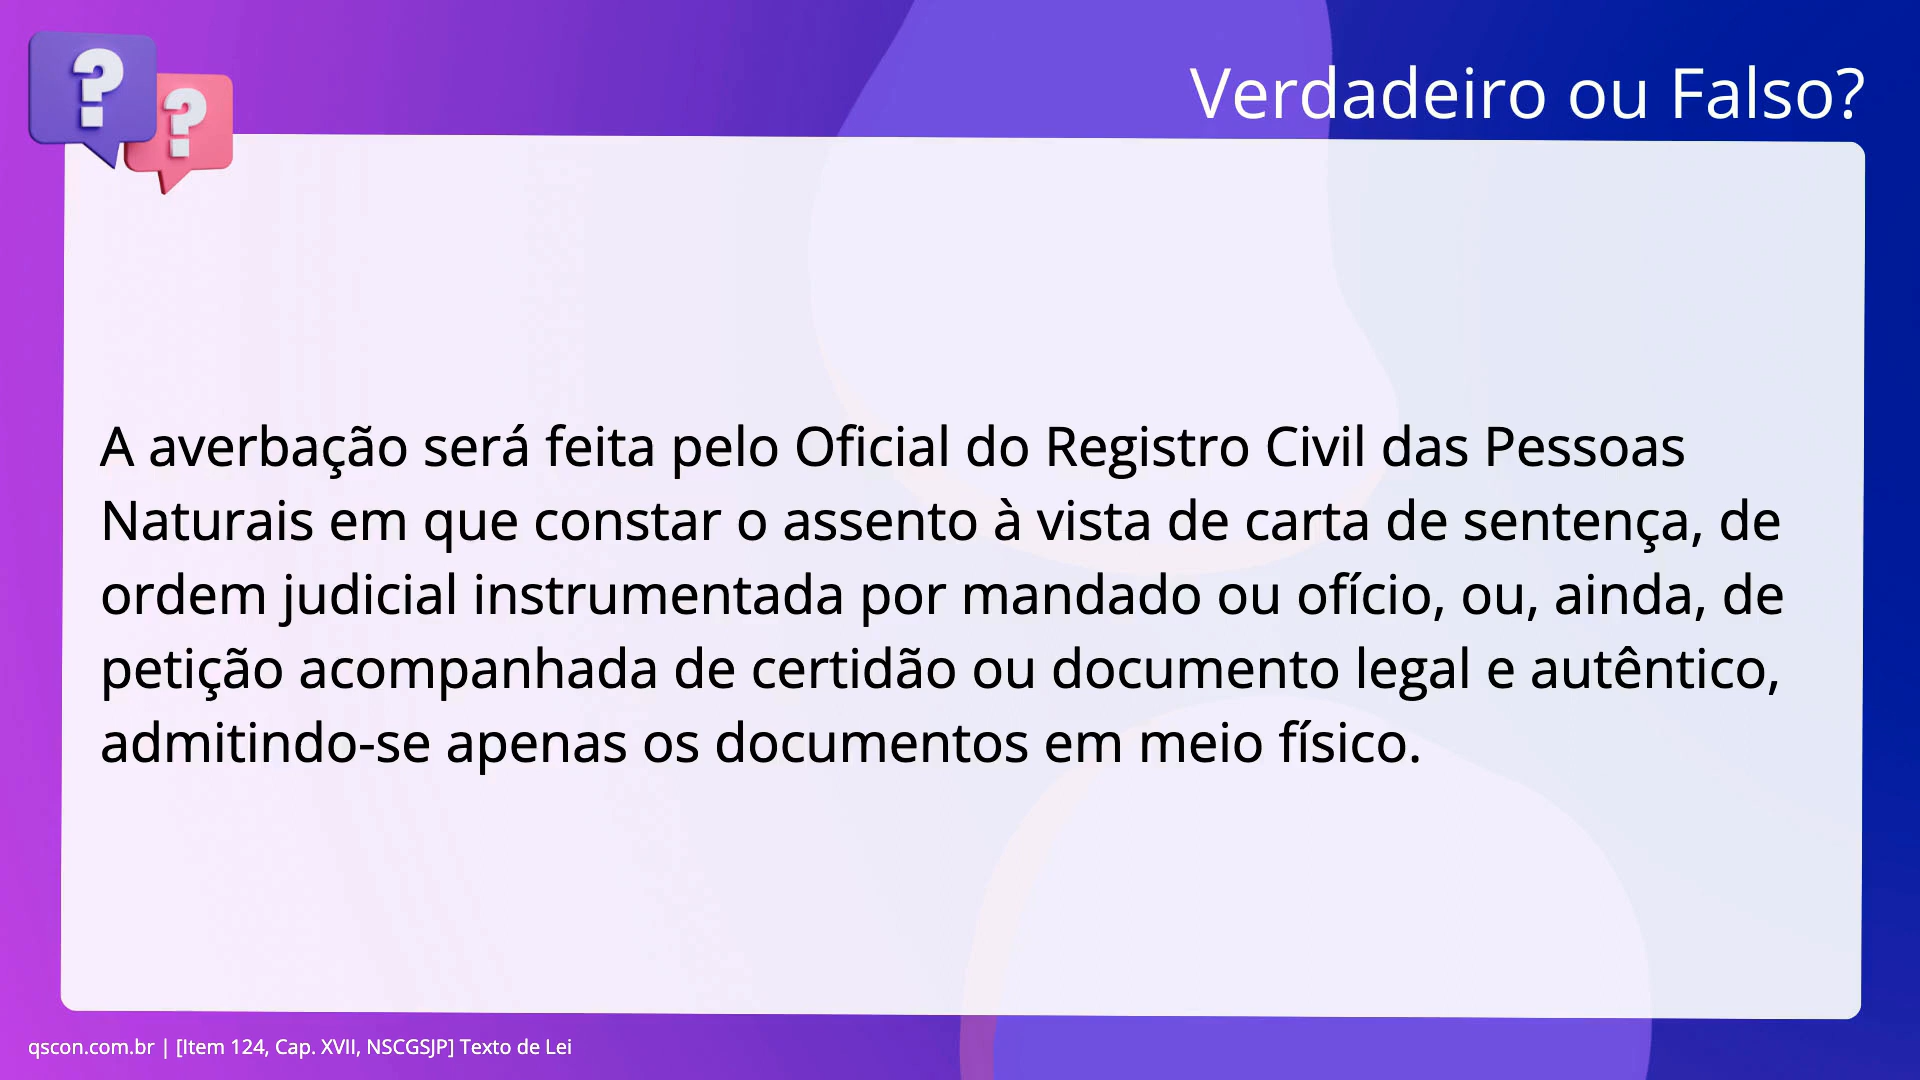 Verdadeiro ou Falso?
A averbação será feita pelo Oficial do Registro Civil das Pessoas
Naturais em que constar o assento à vista de carta de sentença, de
ordem judicial instrumentada por mandado ou ofício, ou, ainda, de
petição acompanhada de certidão ou documento legal e autêntico,
admitindo-se apenas os documentos em meio físico.
qscon.com.br | [Item 124, Cap. XVII, NSCGSJP] Texto de Lei